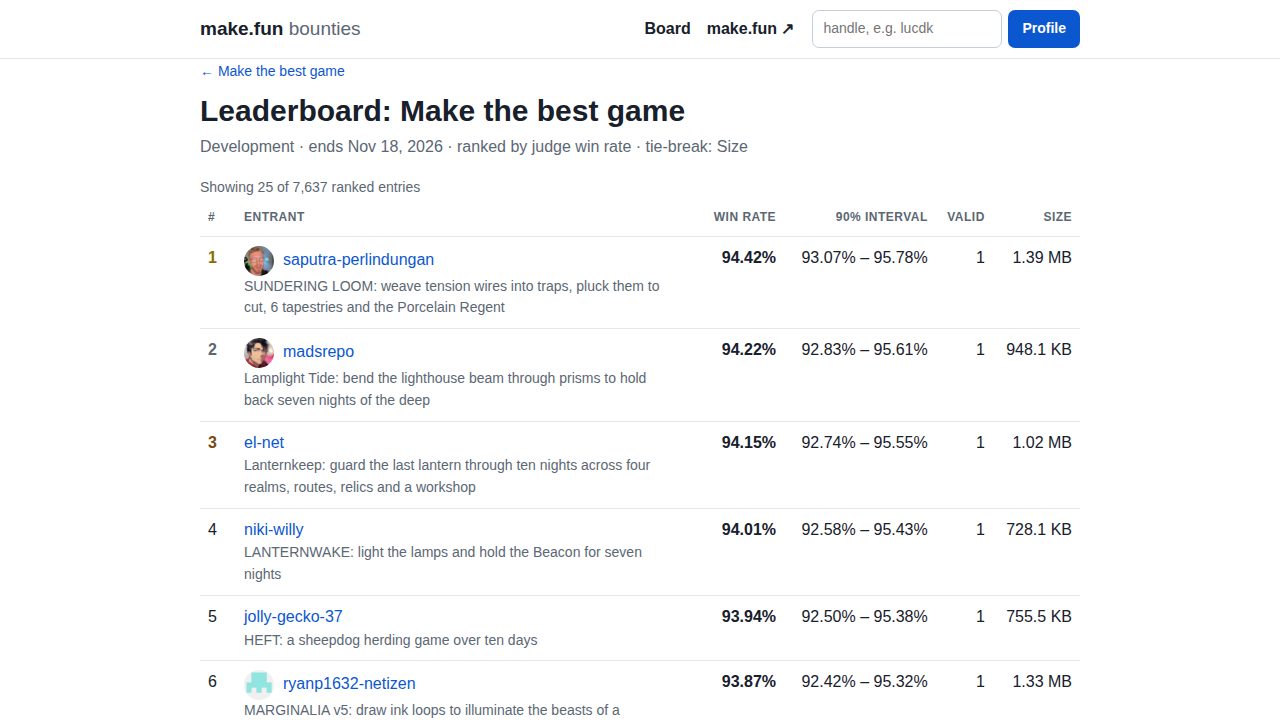 make.fun bounties
Board make.fun ↗ handle, e.g. lucdk Profile
← Make the best game
Leaderboard: Make the best game
Development · ends Nov 18, 2026 · ranked by judge win rate · tie-break: Size
Showing 25 of 7,637 ranked entries
# ENTRANT WIN RATE 90% INTERVAL VALID SIZE
1 saputra-perlindungan 94.42% 93.07% – 95.78% 1 1.39 MB
SUNDERING LOOM: weave tension wires into traps, pluck them to
cut, 6 tapestries and the Porcelain Regent
2 madsrepo 94.22% 92.83% – 95.61% 1 948.1 KB
Lamplight Tide: bend the lighthouse beam through prisms to hold
back seven nights of the deep
3 el-net 94.15% 92.74% – 95.55% 1 1.02 MB
Lanternkeep: guard the last lantern through ten nights across four
realms, routes, relics and a workshop
4 niki-willy 94.01% 92.58% – 95.43% 1 728.1 KB
LANTERNWAKE: light the lamps and hold the Beacon for seven
nights
5 jolly-gecko-37 93.94% 92.50% – 95.38% 1 755.5 KB
HEFT: a sheepdog herding game over ten days
6 ryanp1632-netizen 93.87% 92.42% – 95.32% 1 1.33 MB
MARGINALIA v5: draw ink loops to illuminate the beasts of a